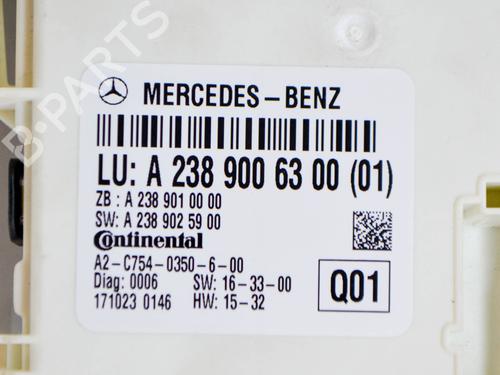 B-PARTS
MERCEDES-BENZ
LU: A 238 900 63 00 (01)
ZB : A 238 901 00 00
SW: A 238 902 59 00
Continental
A2-C754-0350-6-00
Diag: 0006 SW: 16-33-00
171023 0146 HW: 15-32
Q01